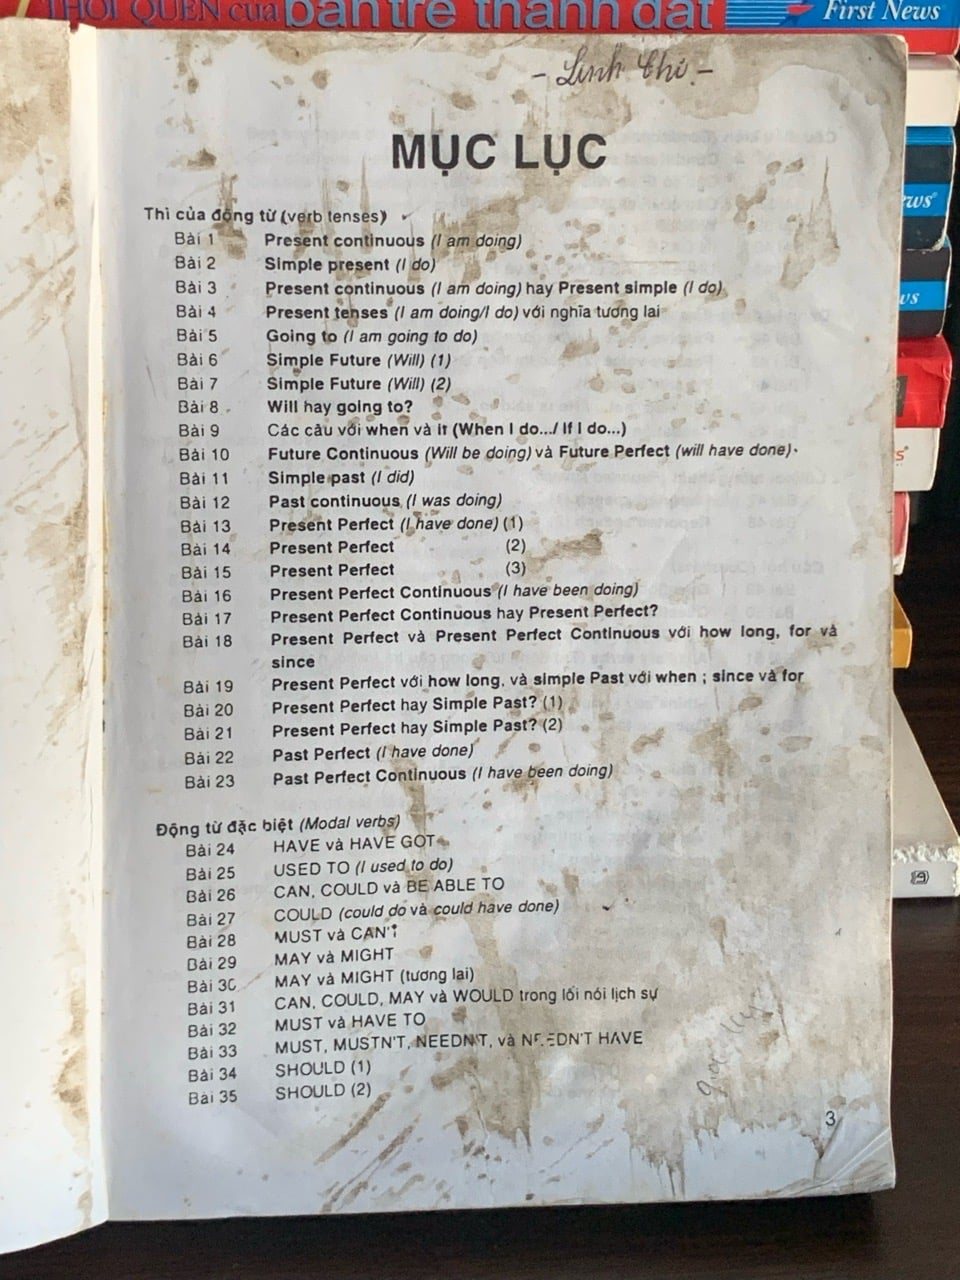 THÓI QUEN của bạn trẻ thành đạt
First News
- Linh Chi -
MỤC LỤC
Thì của động từ (verb tenses)
Bài 1 Present continuous (I am doing)
Bài 2 Simple present (I do)
Bài 3 Present continuous (I am doing) hay Present simple (I do)
Bài 4 Present tenses (I am doing/I do) với nghĩa tương lai
Bài 5 Going to (I am going to do)
Bài 6 Simple Future (Will) (1)
Bài 7 Simple Future (Will) (2)
Bài 8 Will hay going to?
Bài 9 Các câu với when và if (When I do.../ If I do...)
Bài 10 Future Continuous (Will be doing) và Future Perfect (will have done)
Bài 11 Simple past (I did)
Bài 12 Past continuous (I was doing)
Bài 13 Present Perfect (I have done) (1)
Bài 14 Present Perfect (2)
Bài 15 Present Perfect (3)
Bài 16 Present Perfect Continuous (I have been doing)
Bài 17 Present Perfect Continuous hay Present Perfect?
Bài 18 Present Perfect và Present Perfect Continuous với how long, for và
since
Bài 19 Present Perfect với how long, và simple Past với when ; since và for
Bài 20 Present Perfect hay Simple Past? (1)
Bài 21 Present Perfect hay Simple Past? (2)
Bài 22 Past Perfect (I have done)
Bài 23 Past Perfect Continuous (I have been doing)
Động từ đặc biệt (Modal verbs)
Bài 24 HAVE và HAVE GOT
Bài 25 USED TO (I used to do)
Bài 26 CAN, COULD và BE ABLE TO
Bài 27 COULD (could do và could have done)
Bài 28 MUST và CAN'T
Bài 29 MAY và MIGHT
Bài 30 MAY và MIGHT (tương lai)
Bài 31 CAN, COULD, MAY và WOULD trong lối nói lịch sự
Bài 32 MUST và HAVE TO
Bài 33 MUST, MUSTN'T, NEEDN'T, và NEEDN'T HAVE
Bài 34 SHOULD (1)
Bài 35 SHOULD (2)
3